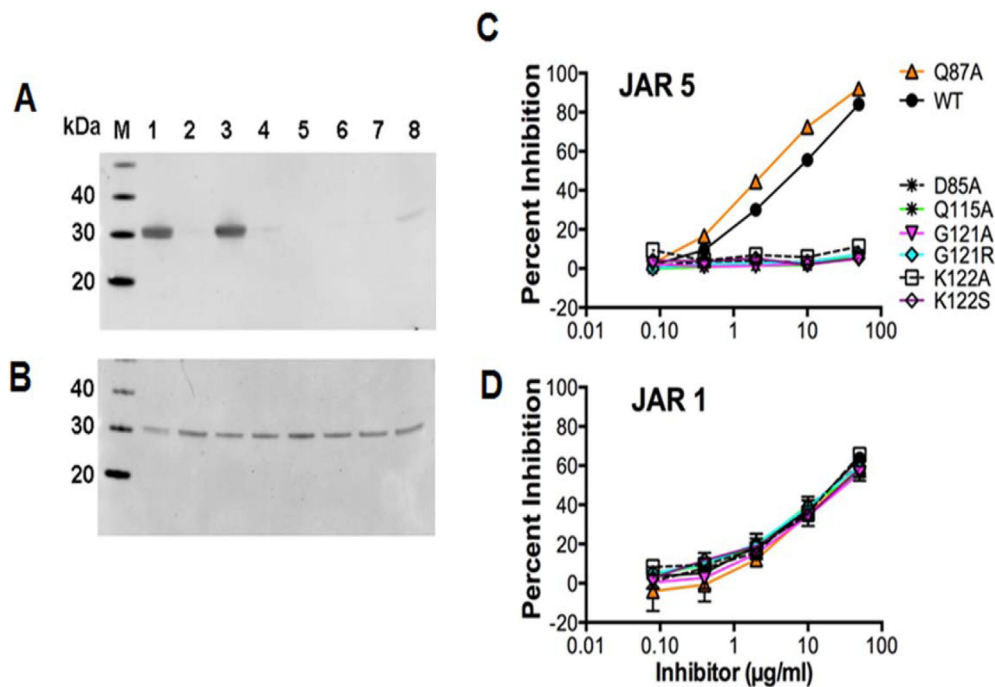 A
kDa M 1 2 3 4 5 6 7 8
40
30
20
B
40
30
20
C
JAR 5
Percent Inhibition
100
80
60
40
20
0
-20
0.01 0.10 1 10 100
Q87A
WT
D85A
Q115A
G121A
G121R
K122A
K122S
D
JAR 1
Percent Inhibition
100
80
60
40
20
0
-20
0.01 0.10 1 10 100
Inhibitor (µg/ml)